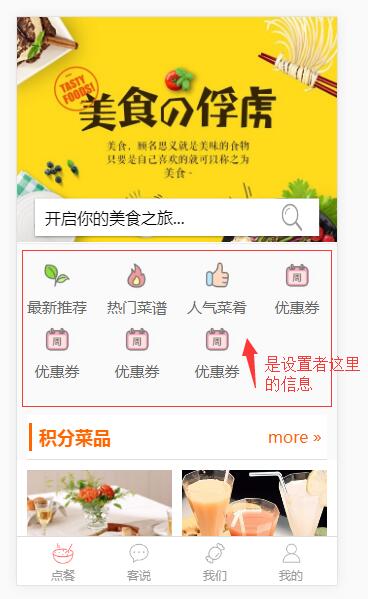 TASTY
FOODS!
美食の俘虏
美食，顾名思义就是美味的食物
只要是自己喜欢的就可以称之为
美食~
开启你的美食之旅...
最新推荐 热门菜谱 人气菜肴 周 优惠券
周 优惠券 周 优惠券 周 优惠券
是设置者这里
的信息
积分菜品 more »
点餐 客说 我们 我的